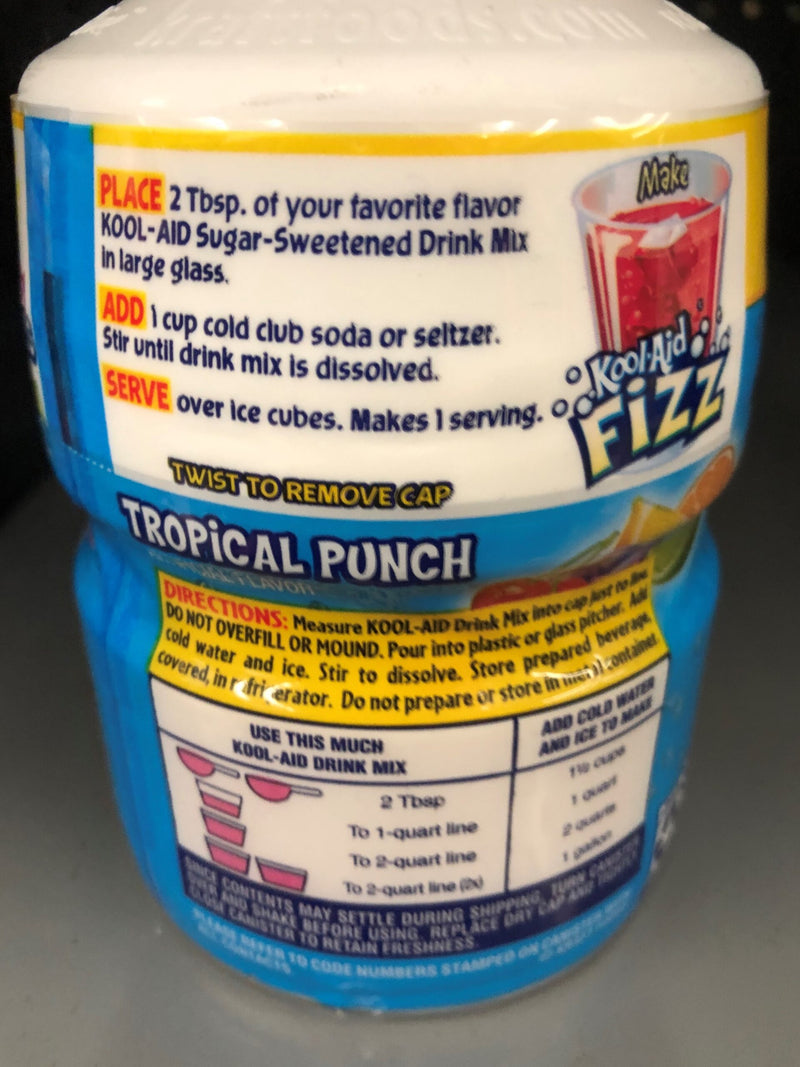 kraftfoods.com
Make
PLACE 2 Tbsp. of your favorite flavor
KOOL-AID Sugar-Sweetened Drink Mix
in large glass.
ADD 1 cup cold club soda or seltzer.
Stir until drink mix is dissolved.
SERVE over ice cubes. Makes 1 serving.
Kool-Aid
FiZZ
TWIST TO REMOVE CAP
TROPiCAL PUNCH
ARTIFICIAL FLAVOR
DIRECTIONS: Measure KOOL-AID Drink Mix into cap just to line.
DO NOT OVERFILL OR MOUND. Pour into plastic or glass pitcher. Add
cold water and ice. Stir to dissolve. Store prepared beverage,
covered, in refrigerator. Do not prepare or store in metal container.
USE THIS MUCH
KOOL-AID DRINK MIX
ADD COLD WATER
AND ICE TO MAKE
2 Tbsp 1½ cups
To 1-quart line 1 quart
To 2-quart line 2 quarts
To 2-quart line (2x) 1 gallon
SINCE CONTENTS MAY SETTLE DURING SHIPPING, TURN CANISTER
OVER AND SHAKE BEFORE USING. REPLACE DRY CAP AND TIGHTLY
CLOSE CANISTER TO RETAIN FRESHNESS.
PLEASE REFER TO CODE NUMBERS STAMPED ON CANISTER
ALL CONTACTS